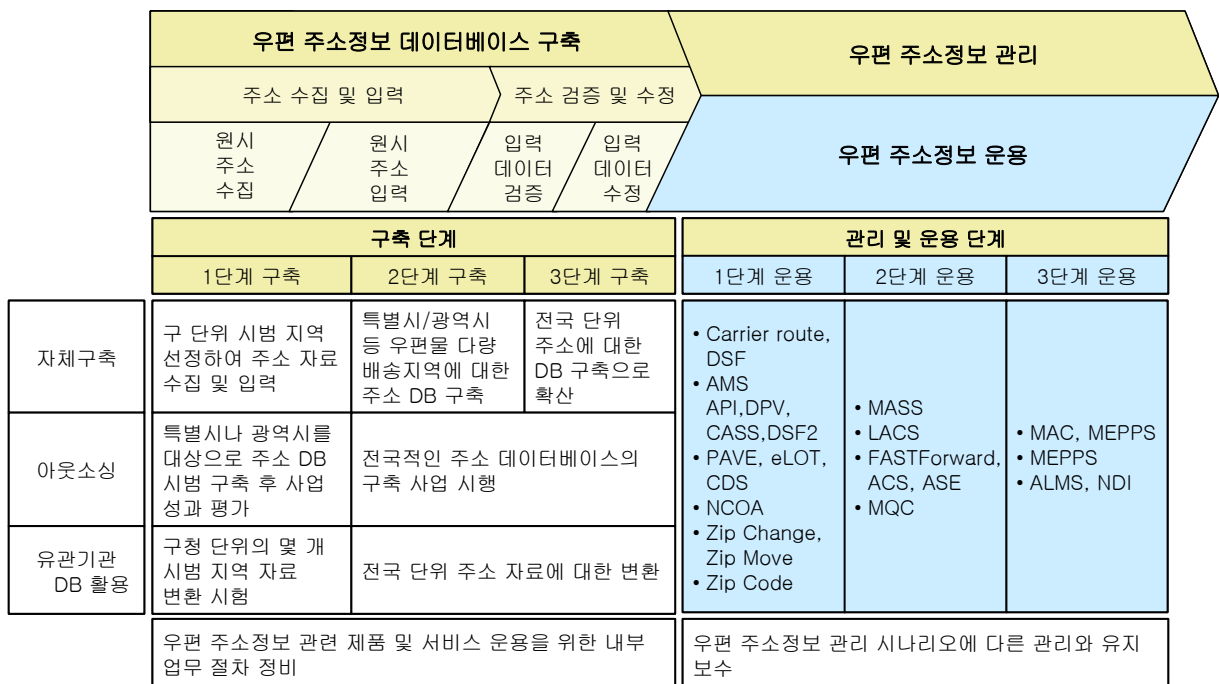 우편 주소정보 데이터베이스 구축
우편 주소정보 관리
주소 수집 및 입력
주소 검증 및 수정
원시
주소
수집
원시
주소
입력
입력
데이터
검증
입력
데이터
수정
우편 주소정보 운용
구축 단계
관리 및 운용 단계
1단계 구축
2단계 구축
3단계 구축
1단계 운용
2단계 운용
3단계 운용
자체구축
구 단위 시범 지역
선정하여 주소 자료
수집 및 입력
특별시/광역시
등 우편물 다량
배송지역에 대한
주소 DB 구축
전국 단위
주소에 대한
DB 구축으로
확산
아웃소싱
특별시나 광역시를
대상으로 주소 DB
시범 구축 후 사업
성과 평가
전국적인 주소 데이터베이스의
구축 사업 시행
유관기관
DB 활용
구청 단위의 몇 개
시범 지역 자료
변환 시험
전국 단위 주소 자료에 대한 변환
• Carrier route,
DSF
• AMS
API,DPV,
CASS,DSF2
• PAVE, eLOT,
CDS
• NCOA
• Zip Change,
Zip Move
• Zip Code
• MASS
• LACS
• FASTForward,
ACS, ASE
• MQC
• MAC, MEPPS
• MEPPS
• ALMS, NDI
우편 주소정보 관련 제품 및 서비스 운용을 위한 내부
업무 절차 정비
우편 주소정보 관리 시나리오에 다른 관리와 유지
보수